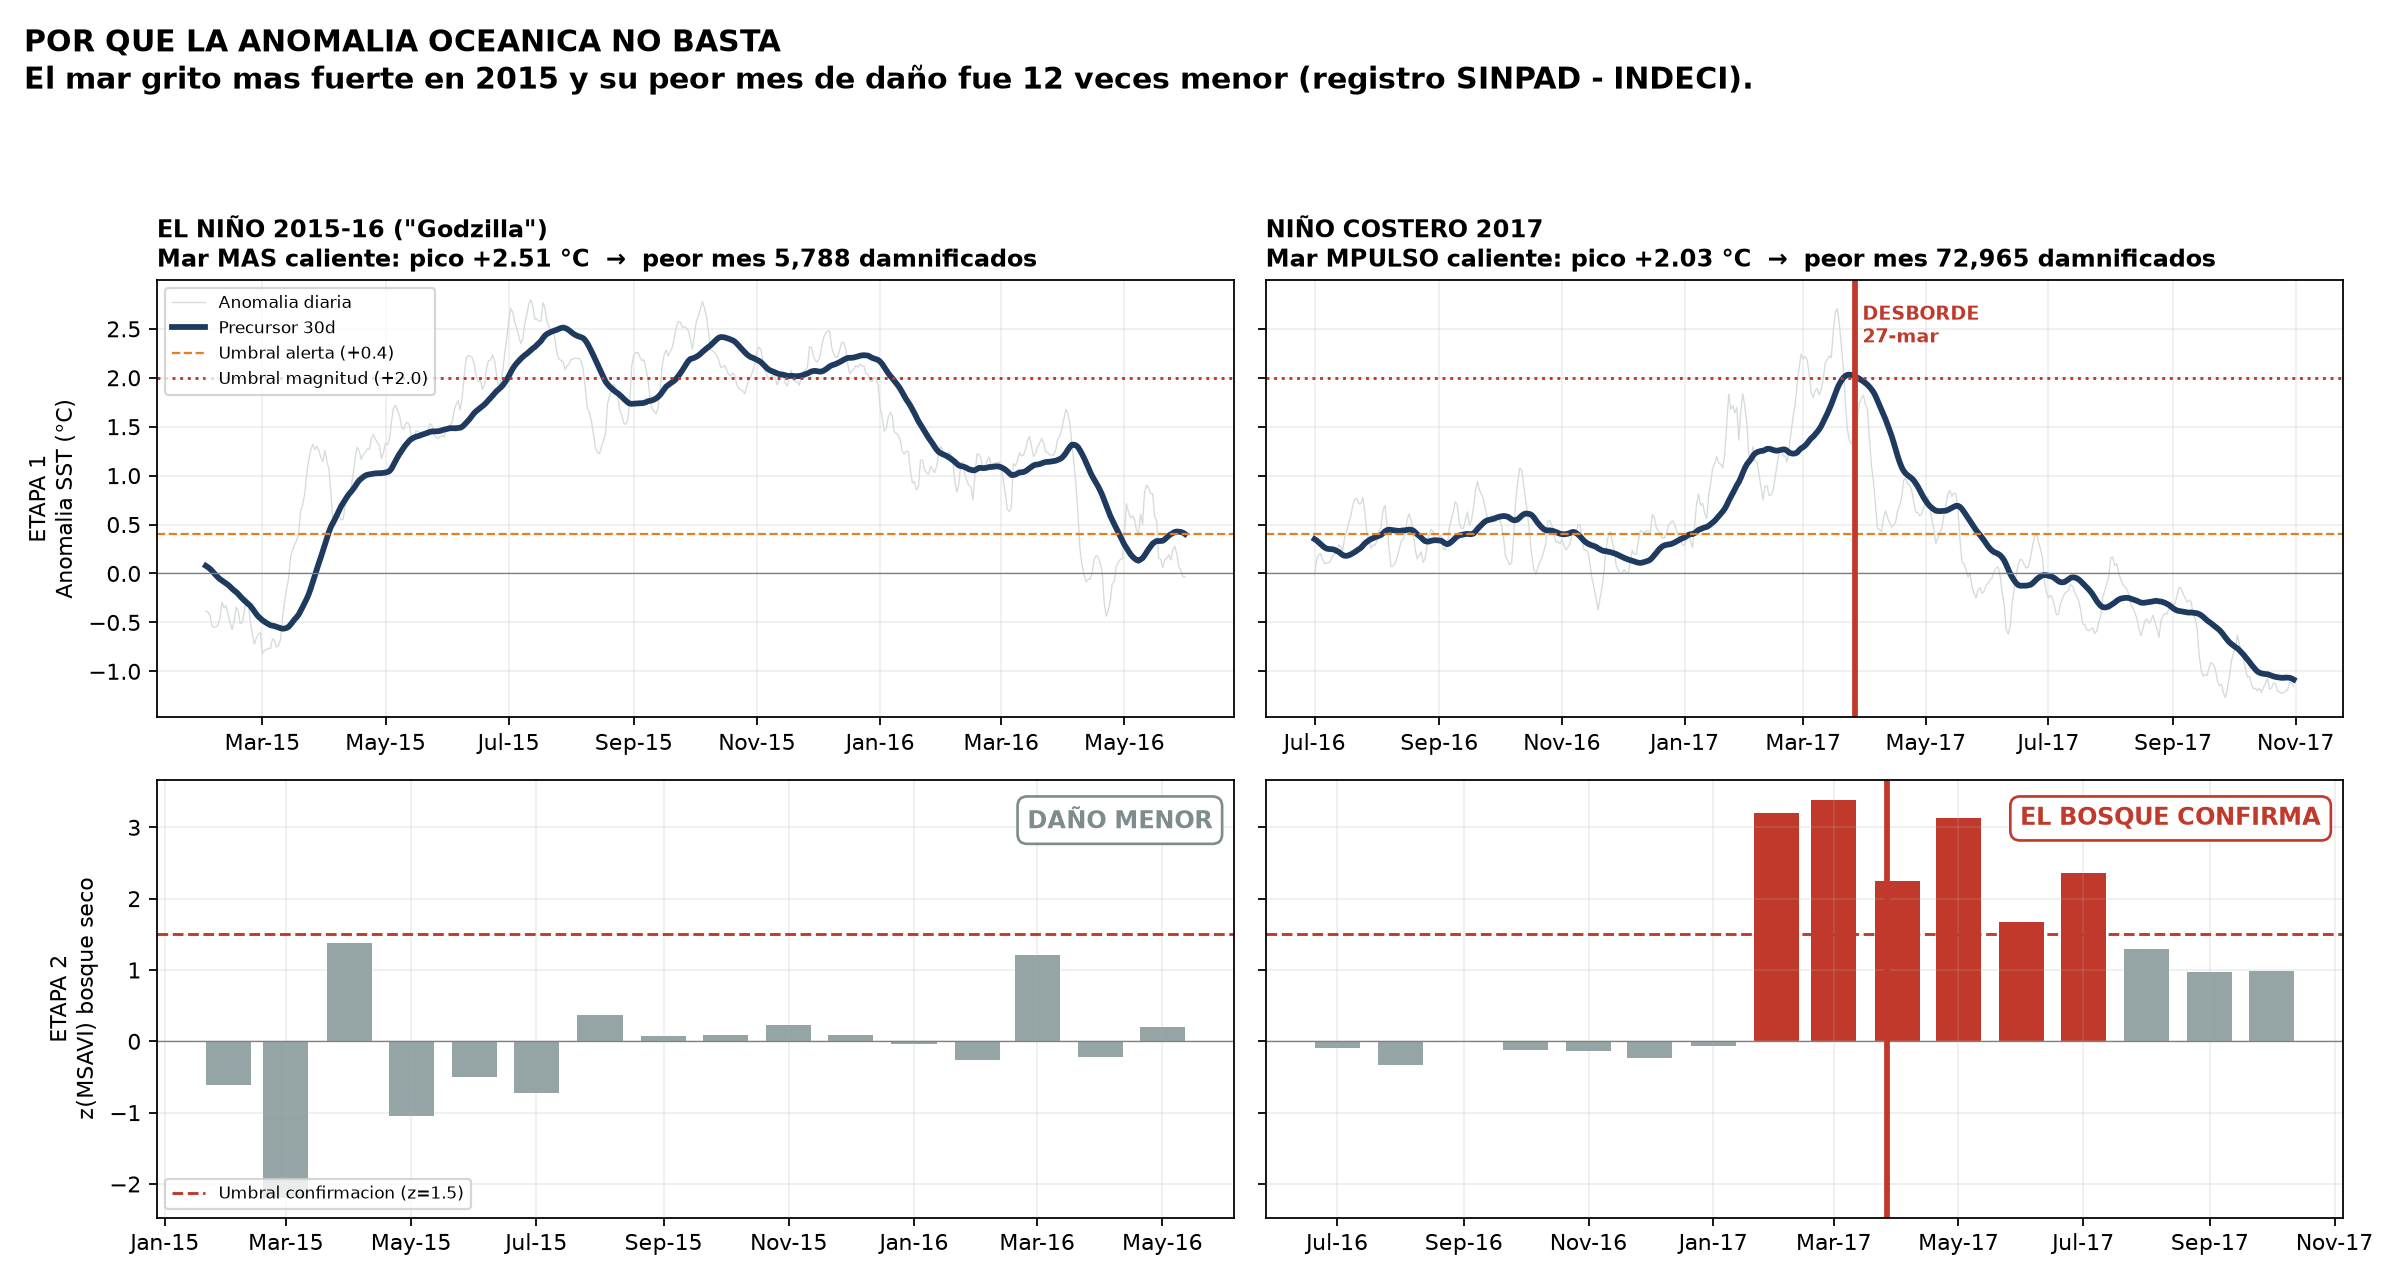 POR QUE LA ANOMALIA OCEANICA NO BASTA
El mar grito mas fuerte en 2015 y su peor mes de daño fue 12 veces menor (registro SINPAD - INDECI).
EL NIÑO 2015-16 ("Godzilla")
Mar MAS caliente: pico +2.51 °C → peor mes 5,788 damnificados
ETAPA 1
Anomalia SST (°C)
2.5
2.0
1.5
1.0
0.5
0.0
−0.5
−1.0
Anomalia diaria
Precursor 30d
Umbral alerta (+0.4)
Umbral magnitud (+2.0)
Mar-15 May-15 Jul-15 Sep-15 Nov-15 Jan-16 Mar-16 May-16
NIÑO COSTERO 2017
Mar MPULSO caliente: pico +2.03 °C → peor mes 72,965 damnificados
DESBORDE
27-mar
Jul-16 Sep-16 Nov-16 Jan-17 Mar-17 May-17 Jul-17 Sep-17 Nov-17
ETAPA 2
z(MSAVI) bosque seco
3
2
1
0
−1
−2
DAÑO MENOR
Umbral confirmacion (z=1.5)
Jan-15 Mar-15 May-15 Jul-15 Sep-15 Nov-15 Jan-16 Mar-16 May-16
EL BOSQUE CONFIRMA
Jul-16 Sep-16 Nov-16 Jan-17 Mar-17 May-17 Jul-17 Sep-17 Nov-17